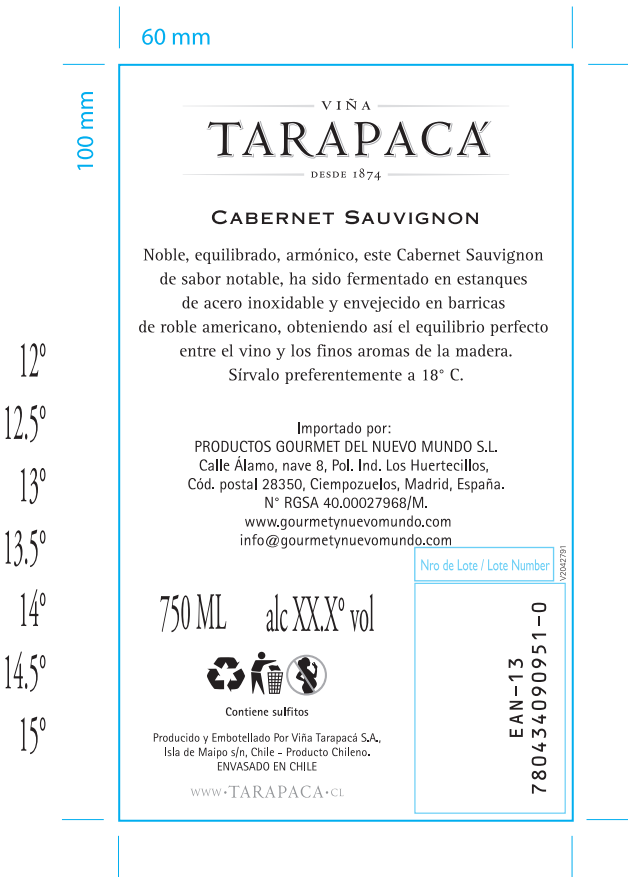 60 mm
100 mm
VIÑA
TARAPACÁ
DESDE 1874
CABERNET SAUVIGNON
Noble, equilibrado, armónico, este Cabernet Sauvignon
de sabor notable, ha sido fermentado en estanques
de acero inoxidable y envejecido en barricas
de roble americano, obteniendo así el equilibrio perfecto
entre el vino y los finos aromas de la madera.
Sírvalo preferentemente a 18° C.
12°
12.5°
13°
13.5°
14°
14.5°
15°
Importado por:
PRODUCTOS GOURMET DEL NUEVO MUNDO S.L.
Calle Álamo, nave 8, Pol. Ind. Los Huertecillos,
Cód. postal 28350, Ciempozuelos, Madrid, España.
N° RGSA 40.00027968/M.
www.gourmetynuevomundo.com
info@gourmetynuevomundo.com
Nro de Lote / Lote Number
V2042791
750 ML alc XX.X° vol
Contiene sulfitos
Producido y Embotellado Por Viña Tarapacá S.A.,
Isla de Maipo s/n, Chile - Producto Chileno.
ENVASADO EN CHILE
WWW·TARAPACA·CL
EAN-13
7804340909510-0